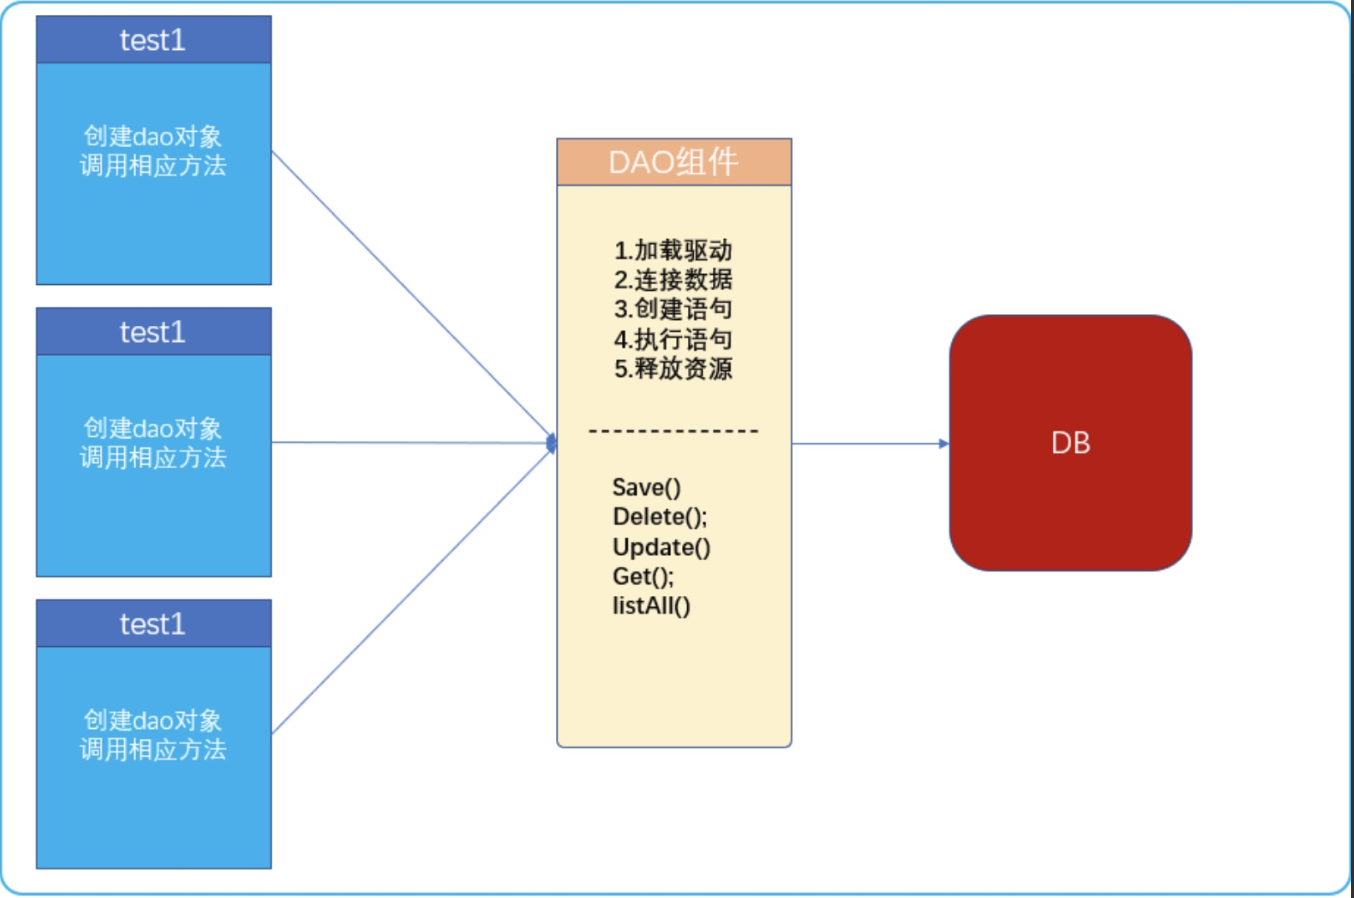 test1
创建dao对象
调用相应方法
test1
创建dao对象
调用相应方法
test1
创建dao对象
调用相应方法
DAO组件
1.加载驱动
2.连接数据
3.创建语句
4.执行语句
5.释放资源
--------------
Save()
Delete();
Update()
Get();
listAll()
DB